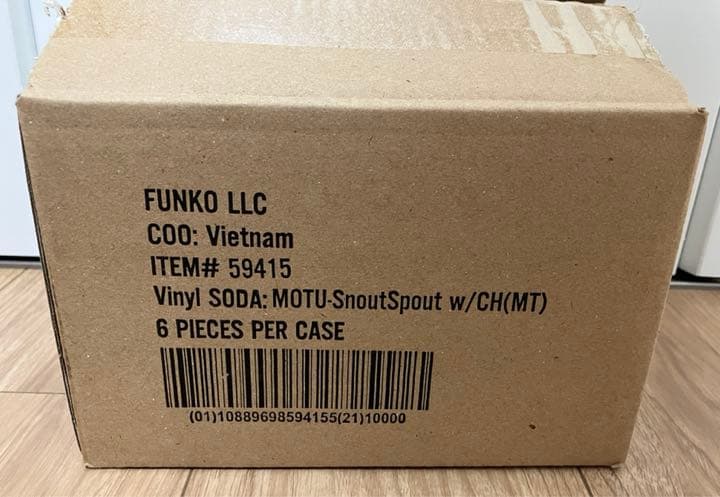 FUNKO LLC
COO: Vietnam
ITEM# 59415
Vinyl SODA: MOTU-SnoutSpout w/CH(MT)
6 PIECES PER CASE
(01)10889698594155(21)10000